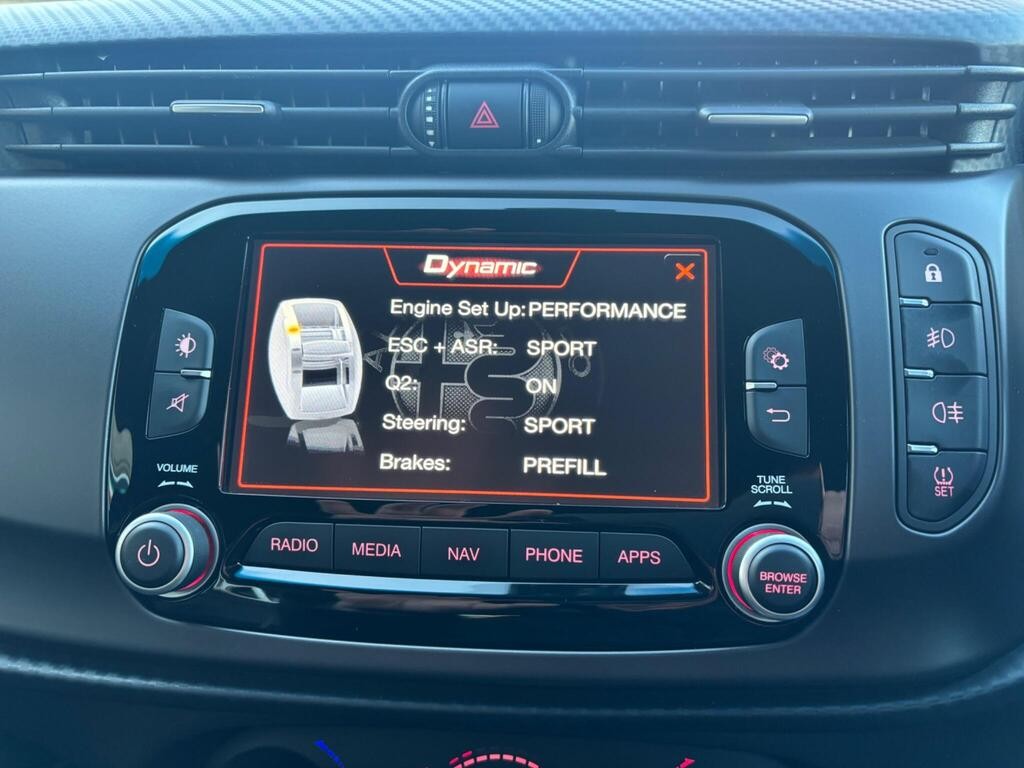 Dynamic
Engine Set Up: PERFORMANCE
ESC + ASR: SPORT
Q2: ON
Steering: SPORT
Brakes: PREFILL
VOLUME
TUNE
SCROLL
SET
RADIO MEDIA NAV PHONE APPS
BROWSE
ENTER